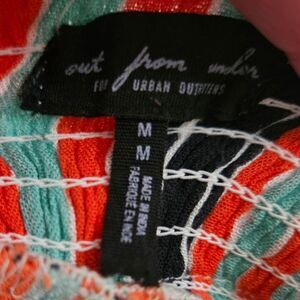 out from under
FOR URBAN OUTFITTERS
M
M
MADE IN INDIA
FABRIQUÉ EN INDE